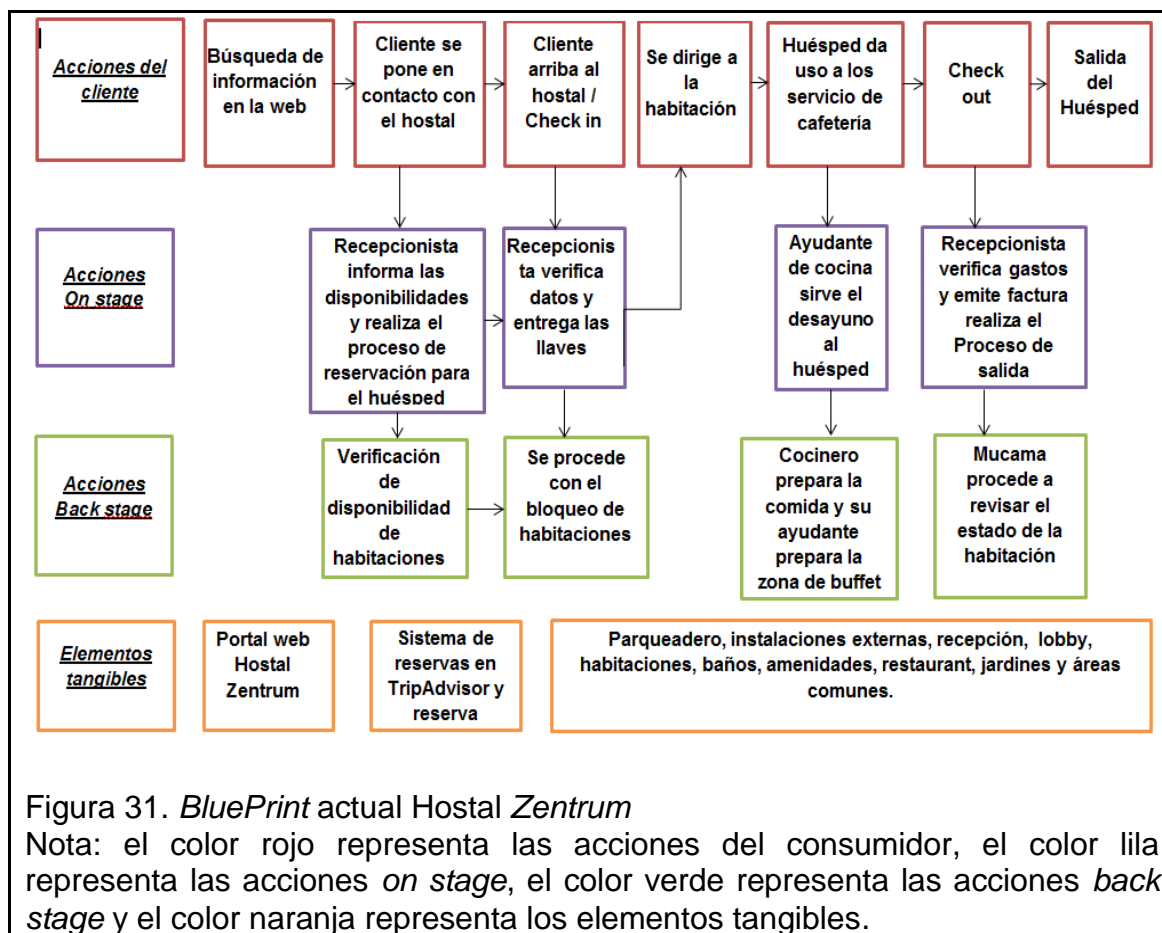 Acciones del
cliente
Búsqueda de
información
en la web
Cliente se
pone en
contacto con
el hostal
Cliente
arriba al
hostal /
Check in
Se dirige a
la
habitación
Huésped da
uso a los
servicio de
cafetería
Check
out
Salida
del
Huésped
Acciones
On stage
Recepcionista
informa las
disponibilidades
y realiza el
proceso de
reservación para
el huésped
Recepcionis
ta verifica
datos y
entrega las
llaves
Ayudante
de cocina
sirve el
desayuno
al
huésped
Recepcionista
verifica gastos
y emite factura
realiza el
Proceso de
salida
Acciones
Back stage
Verificación
de
disponibilidad
de
habitaciones
Se procede
con el
bloqueo de
habitaciones
Cocinero
prepara la
comida y su
ayudante
prepara la
zona de buffet
Mucama
procede a
revisar el
estado de la
habitación
Elementos
tangibles
Portal web
Hostal
Zentrum
Sistema de
reservas en
TripAdvisor y
reserva
Parqueadero, instalaciones externas, recepción, lobby,
habitaciones, baños, amenidades, restaurant, jardines y áreas
comunes.
Figura 31. BluePrint actual Hostal Zentrum
Nota: el color rojo representa las acciones del consumidor, el color lila
representa las acciones on stage, el color verde representa las acciones back
stage y el color naranja representa los elementos tangibles.